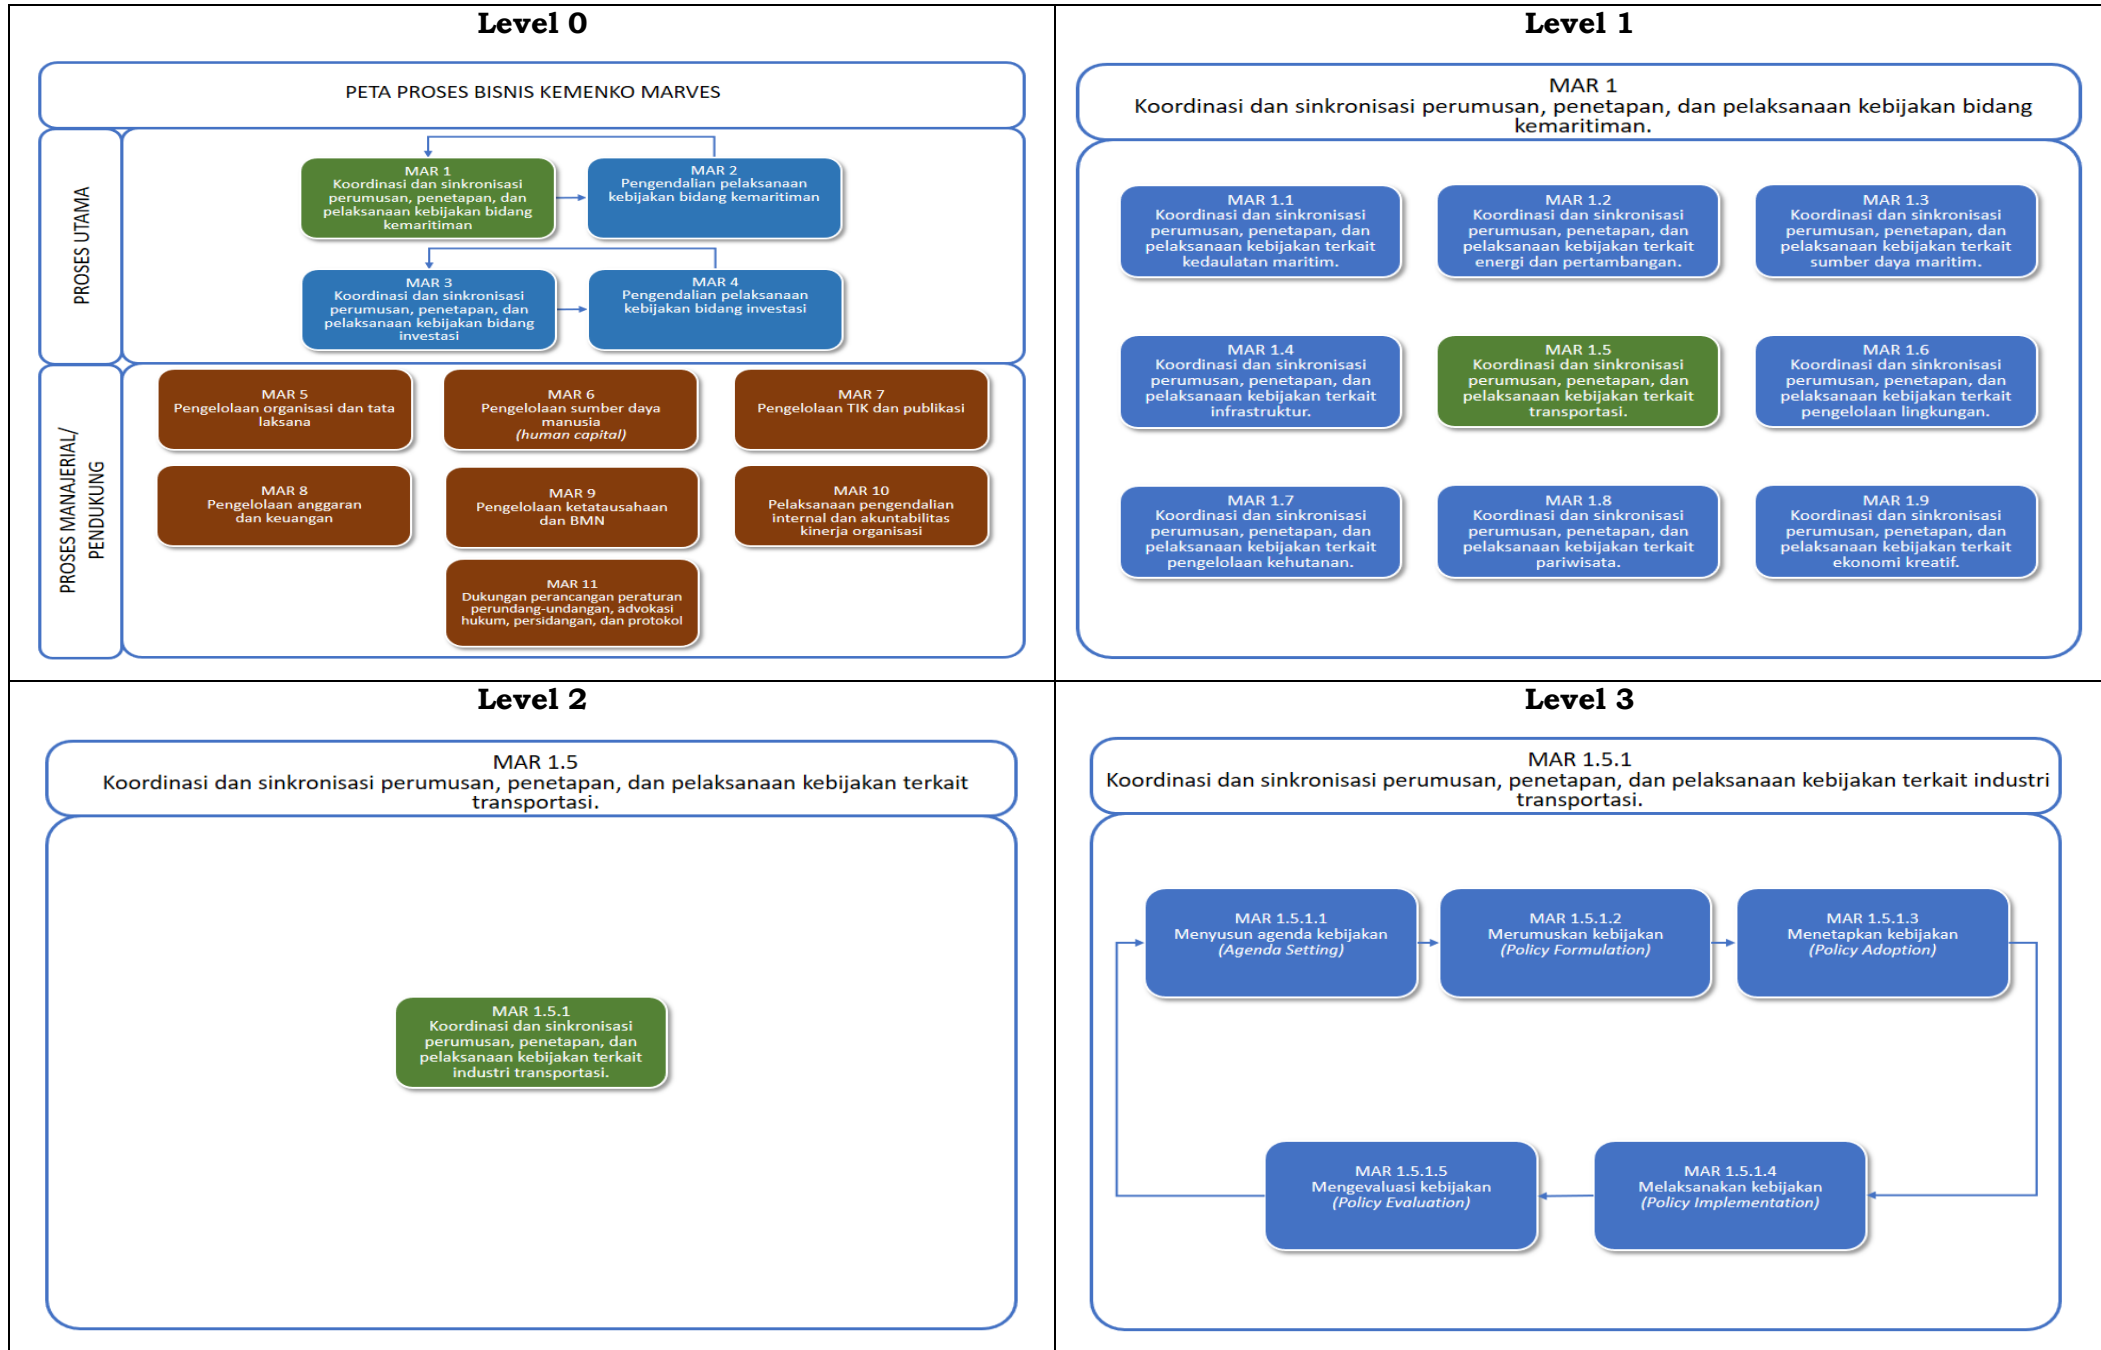 Level 0
PETA PROSES BISNIS KEMENKO MARVES
PROSES UTAMA
MAR 1
Koordinasi dan sinkronisasi
perumusan, penetapan, dan
pelaksanaan kebijakan bidang
kemaritiman
MAR 2
Pengendalian pelaksanaan
kebijakan bidang kemaritiman
MAR 3
Koordinasi dan sinkronisasi
perumusan, penetapan, dan
pelaksanaan kebijakan bidang
investasi
MAR 4
Pengendalian pelaksanaan
kebijakan bidang investasi
PROSES MANAJERIAL/
PENDUKUNG
MAR 5
Pengelolaan organisasi dan tata
laksana
MAR 6
Pengelolaan sumber daya
manusia
(human capital)
MAR 7
Pengelolaan TIK dan publikasi
MAR 8
Pengelolaan anggaran
dan keuangan
MAR 9
Pengelolaan ketatausahaan
dan BMN
MAR 10
Pelaksanaan pengendalian
internal dan akuntabilitas
kinerja organisasi
MAR 11
Dukungan perancangan peraturan
perundang-undangan, advokasi
hukum, persidangan, dan protokol
Level 1
MAR 1
Koordinasi dan sinkronisasi perumusan, penetapan, dan pelaksanaan kebijakan bidang
kemaritiman.
MAR 1.1
Koordinasi dan sinkronisasi
perumusan, penetapan, dan
pelaksanaan kebijakan terkait
kedaulatan maritim.
MAR 1.2
Koordinasi dan sinkronisasi
perumusan, penetapan, dan
pelaksanaan kebijakan terkait
energi dan pertambangan.
MAR 1.3
Koordinasi dan sinkronisasi
perumusan, penetapan, dan
pelaksanaan kebijakan terkait
sumber daya maritim.
MAR 1.4
Koordinasi dan sinkronisasi
perumusan, penetapan, dan
pelaksanaan kebijakan terkait
infrastruktur.
MAR 1.5
Koordinasi dan sinkronisasi
perumusan, penetapan, dan
pelaksanaan kebijakan terkait
transportasi.
MAR 1.6
Koordinasi dan sinkronisasi
perumusan, penetapan, dan
pelaksanaan kebijakan terkait
pengelolaan lingkungan.
MAR 1.7
Koordinasi dan sinkronisasi
perumusan, penetapan, dan
pelaksanaan kebijakan terkait
pengelolaan kehutanan.
MAR 1.8
Koordinasi dan sinkronisasi
perumusan, penetapan, dan
pelaksanaan kebijakan terkait
pariwisata.
MAR 1.9
Koordinasi dan sinkronisasi
perumusan, penetapan, dan
pelaksanaan kebijakan terkait
ekonomi kreatif.
Level 2
MAR 1.5
Koordinasi dan sinkronisasi perumusan, penetapan, dan pelaksanaan kebijakan terkait
transportasi.
MAR 1.5.1
Koordinasi dan sinkronisasi
perumusan, penetapan, dan
pelaksanaan kebijakan terkait
industri transportasi.
Level 3
MAR 1.5.1
Koordinasi dan sinkronisasi perumusan, penetapan, dan pelaksanaan kebijakan terkait industri
transportasi.
MAR 1.5.1.1
Menyusun agenda kebijakan
(Agenda Setting)
MAR 1.5.1.2
Merumuskan kebijakan
(Policy Formulation)
MAR 1.5.1.3
Menetapkan kebijakan
(Policy Adoption)
MAR 1.5.1.5
Mengevaluasi kebijakan
(Policy Evaluation)
MAR 1.5.1.4
Melaksanakan kebijakan
(Policy Implementation)